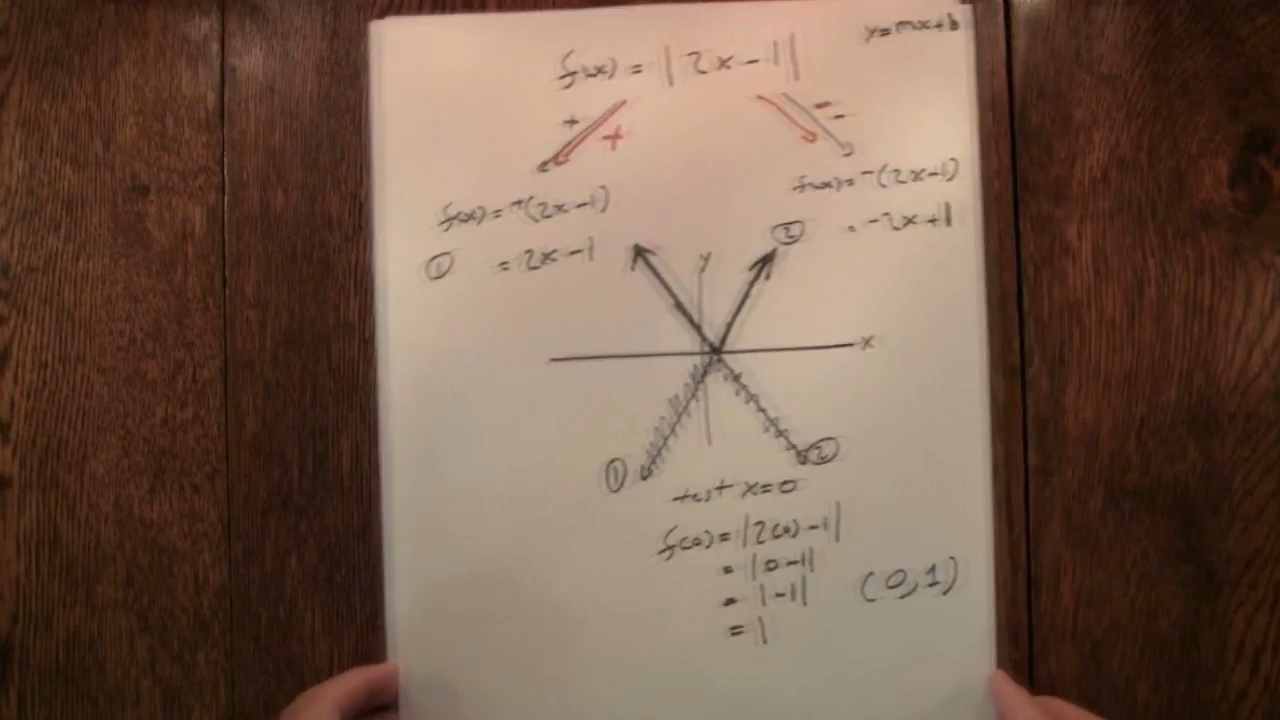 y=mx+b
f(x) = |2x-1|
+ + - -
f(x) = +(2x-1)
f(x) = -(2x-1)
① = 2x-1
= -2x+1
②
y
x
① ②
test x=0
f(0) = |2(0)-1|
= |0-1|
= |-1| (0,1)
= 1